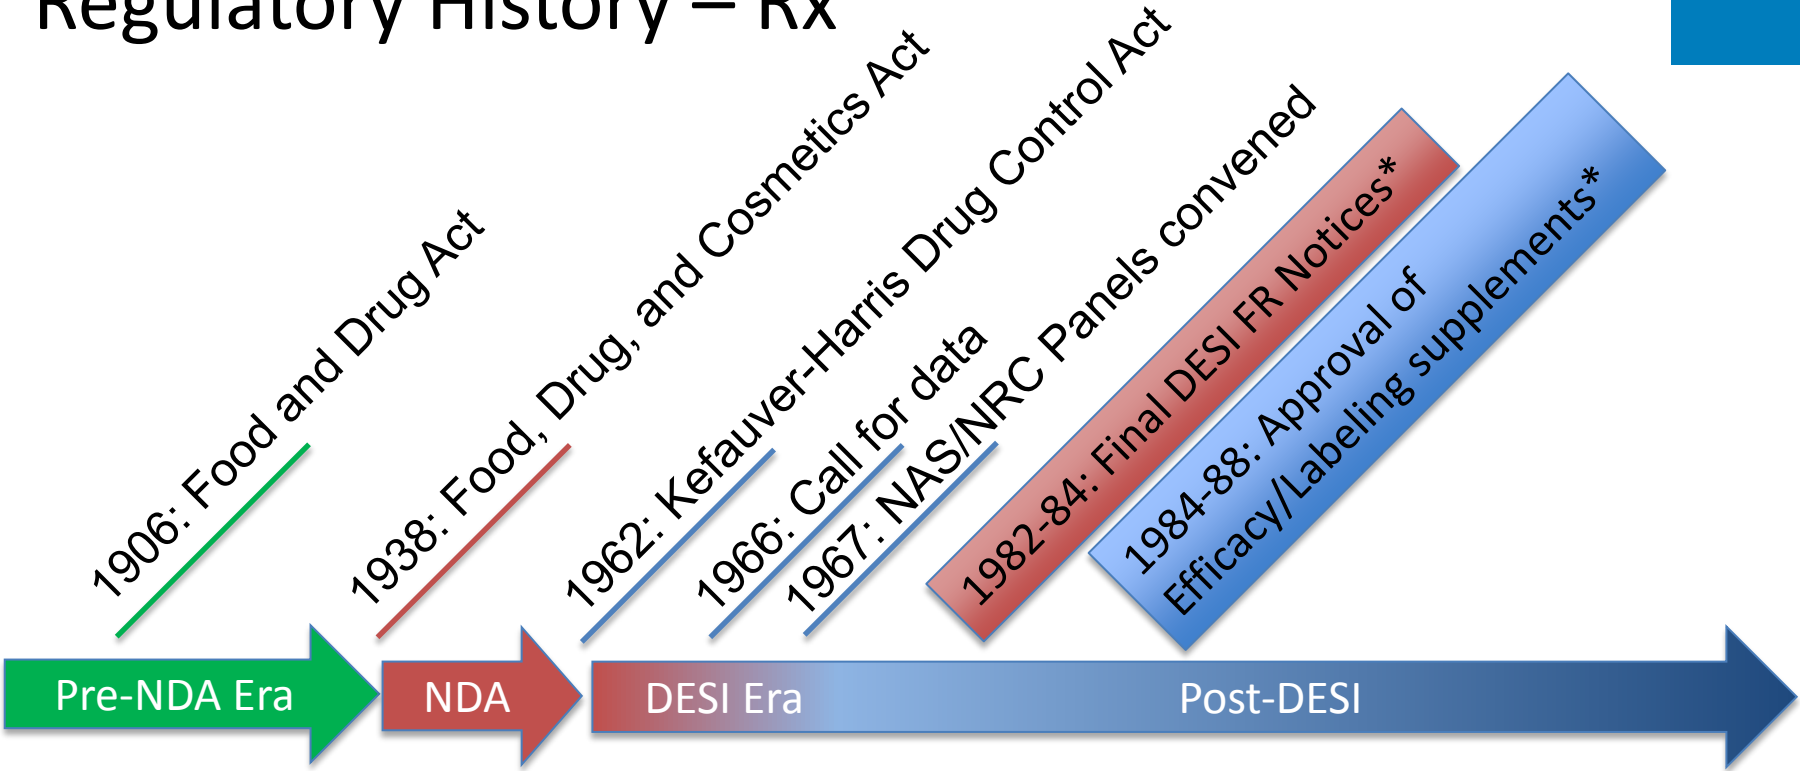 Regulatory History – Rx
1906: Food and Drug Act
1938: Food, Drug, and Cosmetics Act
1962: Kefauver-Harris Drug Control Act
1966: Call for data
1967: NAS/NRC Panels convened
1982-84: Final DESI FR Notices*
1984-88: Approval of
Efficacy/Labeling supplements*
Pre-NDA Era
NDA
DESI Era
Post-DESI